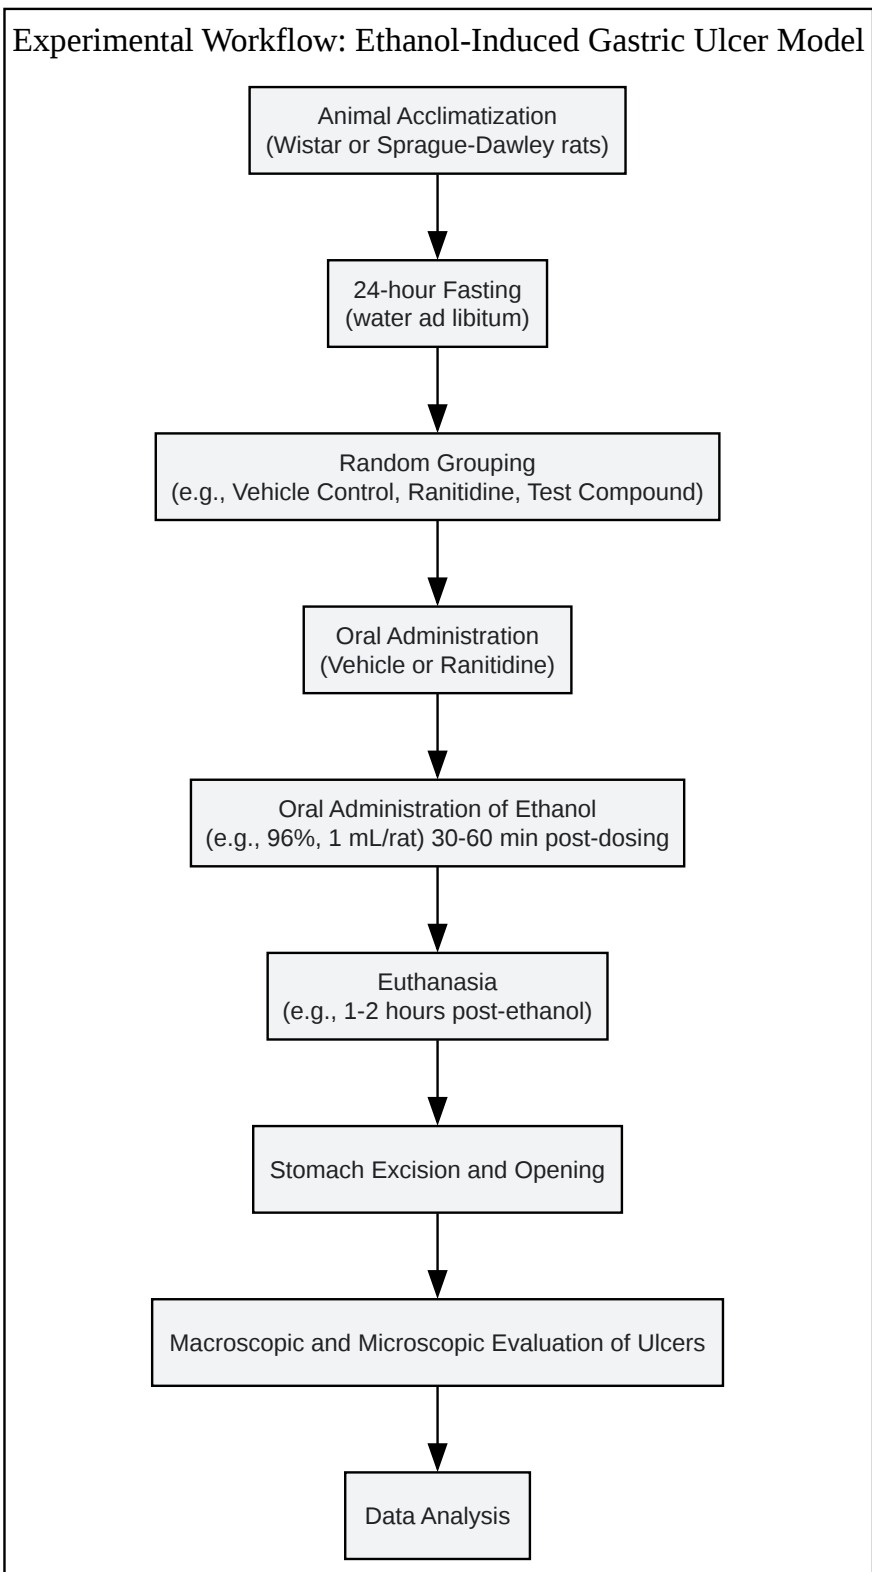 Experimental Workflow: Ethanol-Induced Gastric Ulcer Model
Animal Acclimatization
(Wistar or Sprague-Dawley rats)
24-hour Fasting
(water ad libitum)
Random Grouping
(e.g., Vehicle Control, Ranitidine, Test Compound)
Oral Administration
(Vehicle or Ranitidine)
Oral Administration of Ethanol
(e.g., 96%, 1 mL/rat) 30-60 min post-dosing
Euthanasia
(e.g., 1-2 hours post-ethanol)
Stomach Excision and Opening
Macroscopic and Microscopic Evaluation of Ulcers
Data Analysis